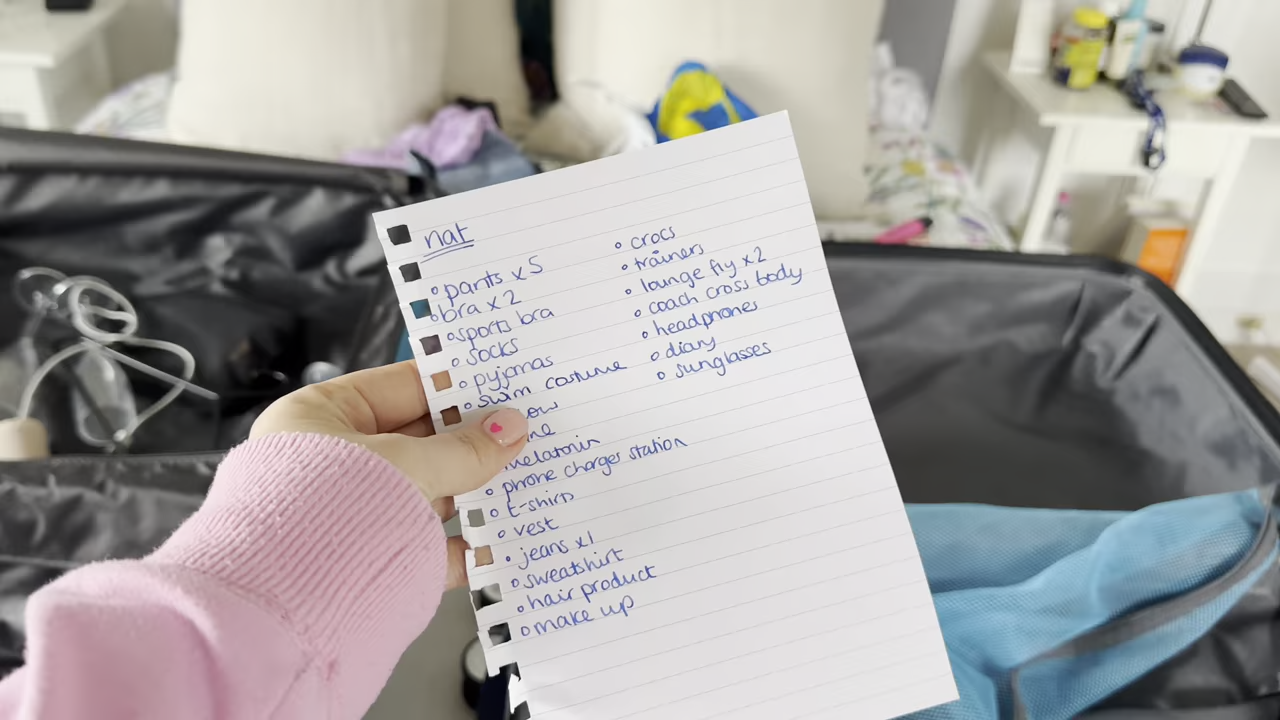 nat
pants x5
bra x2
sports bra
socks
pyjamas
swim costume
melatonin
phone charger station
t-shirts
vest
jeans x1
sweatshirt
hair product
make up
crocs
trainers
lounge fly x2
coach cross body
headphones
diary
sunglasses